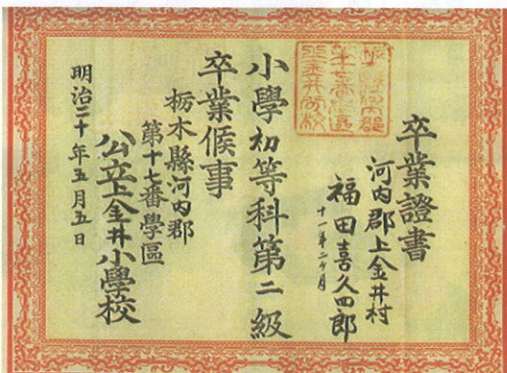 卒業證書
河内郡上金井村
福田喜久四郎
十一年二ヶ月
小學初等科第二級
卒業候事
栃木縣河内郡
第十七番學區
公立上金井小學校
明治二十年五月五日